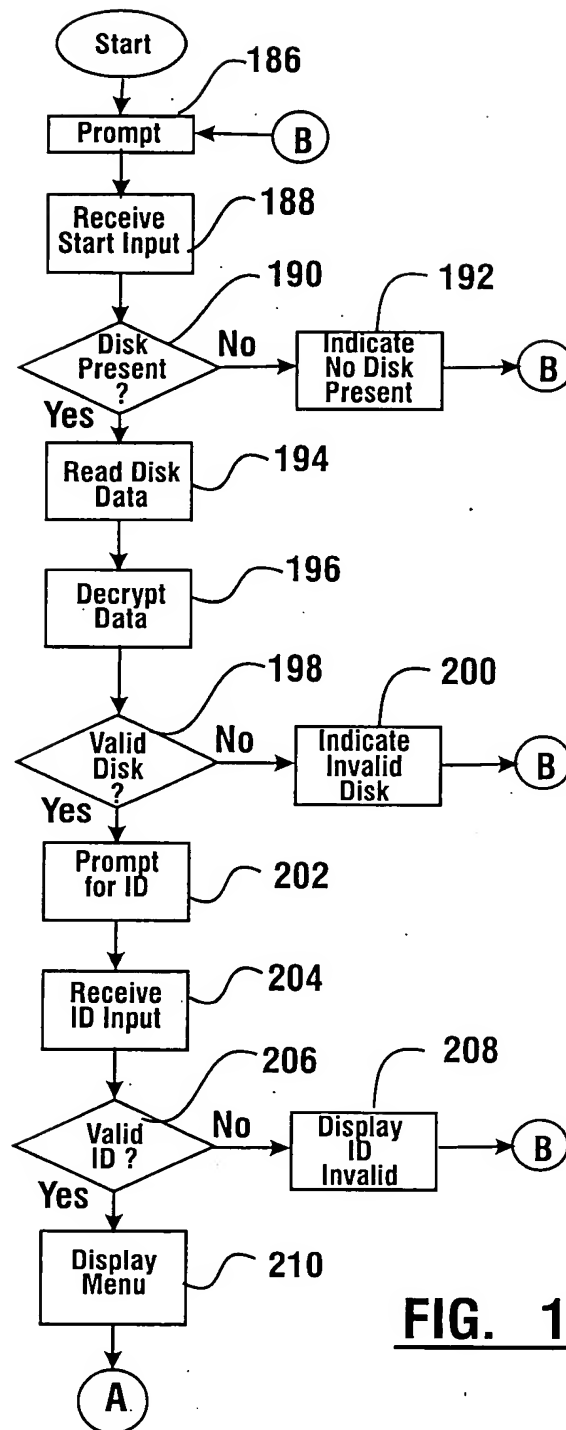 Start
186
Prompt
B
188
Receive
Start Input
190
192
Disk
Present
?
No
Indicate
No Disk
Present
B
Yes
194
Read Disk
Data
196
Decrypt
Data
198
200
Valid
Disk
?
No
Indicate
Invalid
Disk
B
Yes
Prompt
for ID
202
204
Receive
ID Input
206
208
Valid
ID ?
No
Display
ID
Invalid
B
Yes
Display
Menu
210
FIG. 1
A